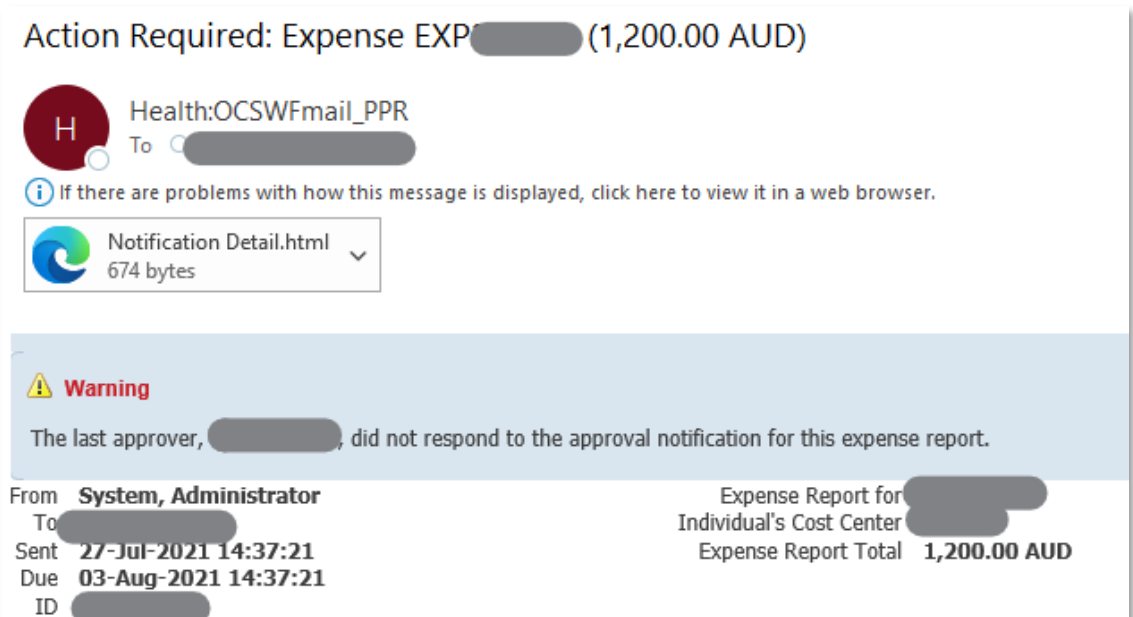 Action Required: Expense EXP (1,200.00 AUD)
H
Health:OCSWFmail_PPR
To
If there are problems with how this message is displayed, click here to view it in a web browser.
Notification Detail.html
674 bytes
Warning
The last approver, , did not respond to the approval notification for this expense report.
From System, Administrator
To
Sent 27-Jul-2021 14:37:21
Due 03-Aug-2021 14:37:21
ID
Expense Report for
Individual's Cost Center
Expense Report Total 1,200.00 AUD